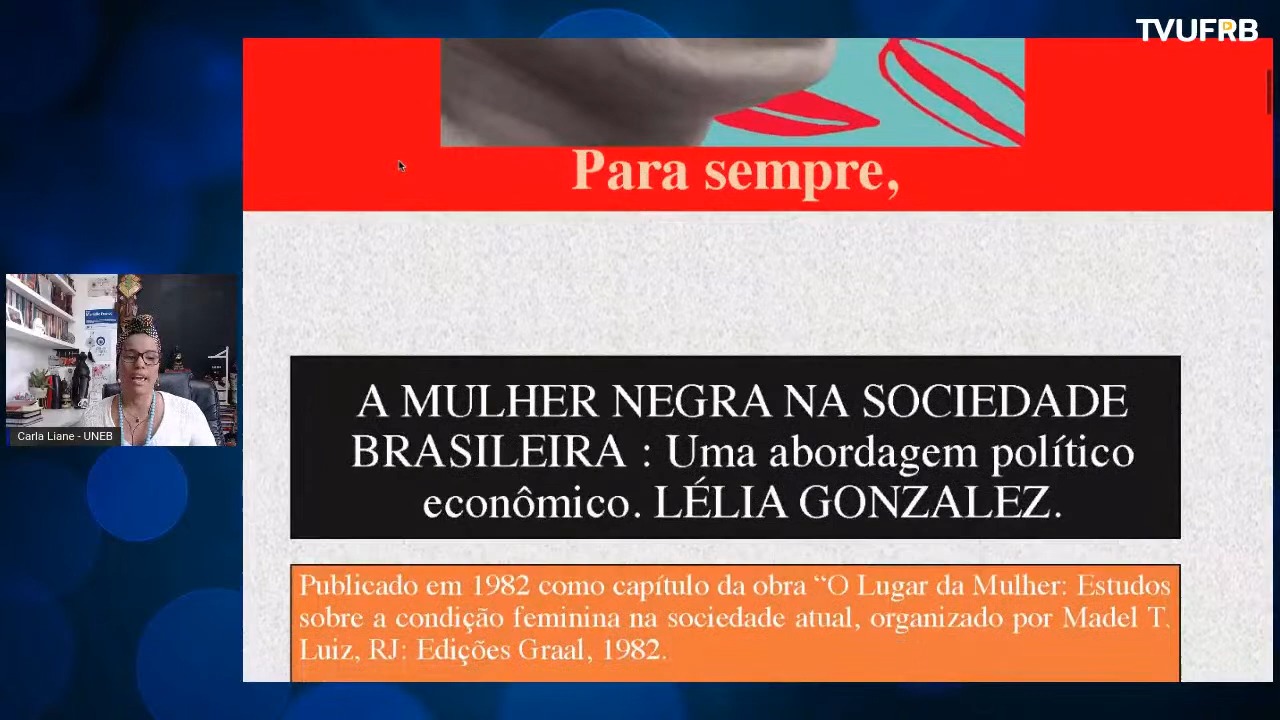 TVUFRB
Para sempre,
A MULHER NEGRA NA SOCIEDADE
BRASILEIRA : Uma abordagem político
econômico. LÉLIA GONZALEZ.
Publicado em 1982 como capítulo da obra “O Lugar da Mulher: Estudos
sobre a condição feminina na sociedade atual, organizado por Madel T.
Luiz, RJ: Edições Graal, 1982.
Carla Liane - UNEB